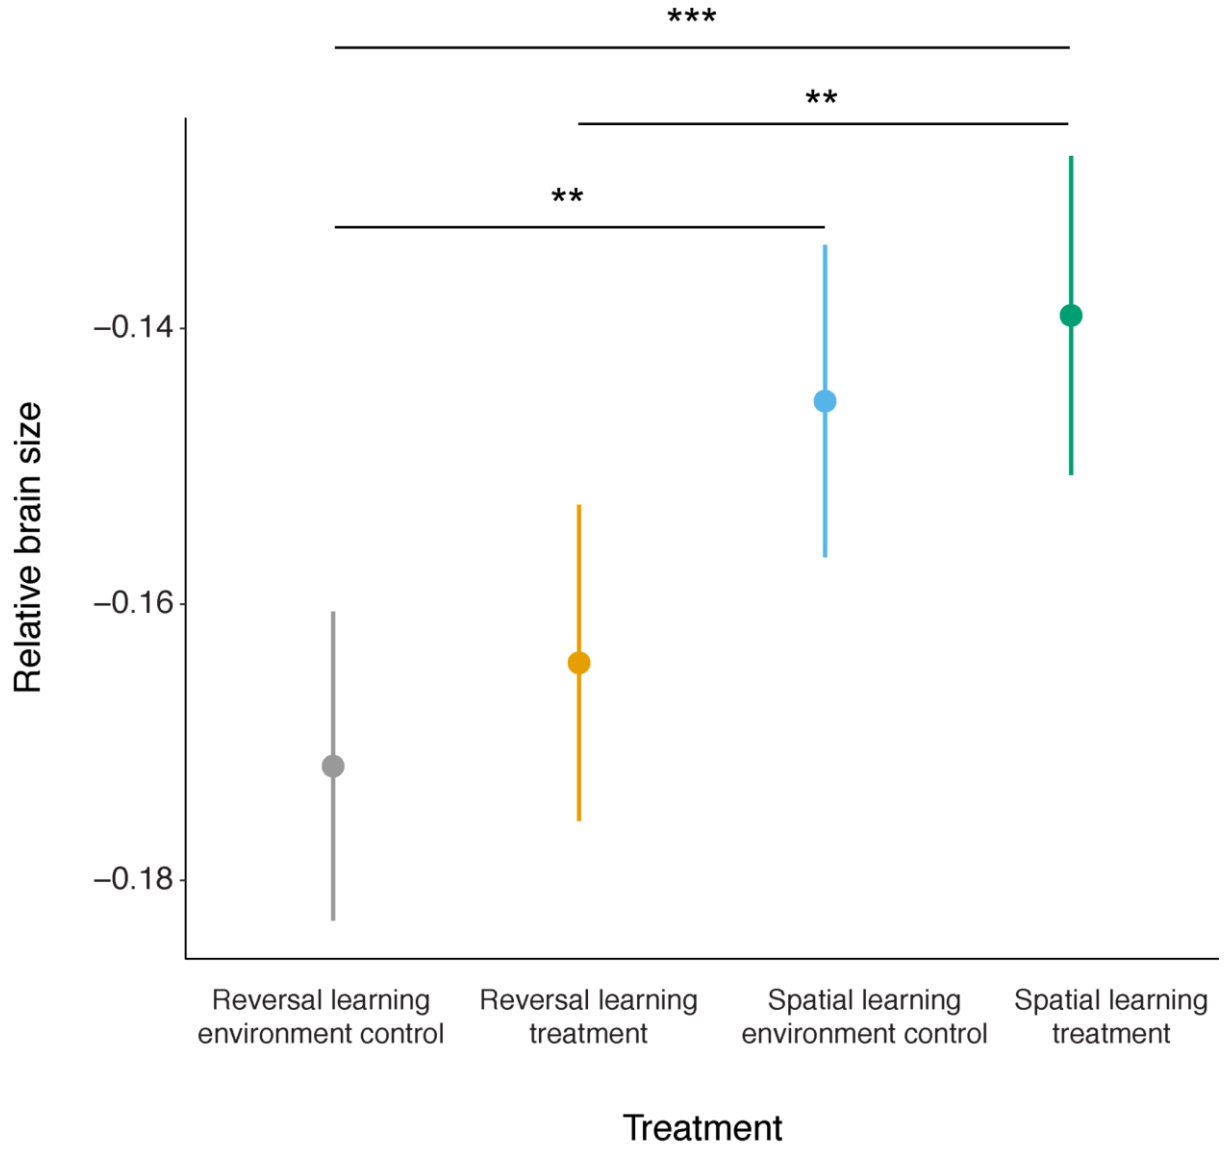 ***
**
**
−0.14
−0.16
−0.18
Relative brain size
Reversal learning
environment control
Reversal learning
treatment
Spatial learning
environment control
Spatial learning
treatment
Treatment